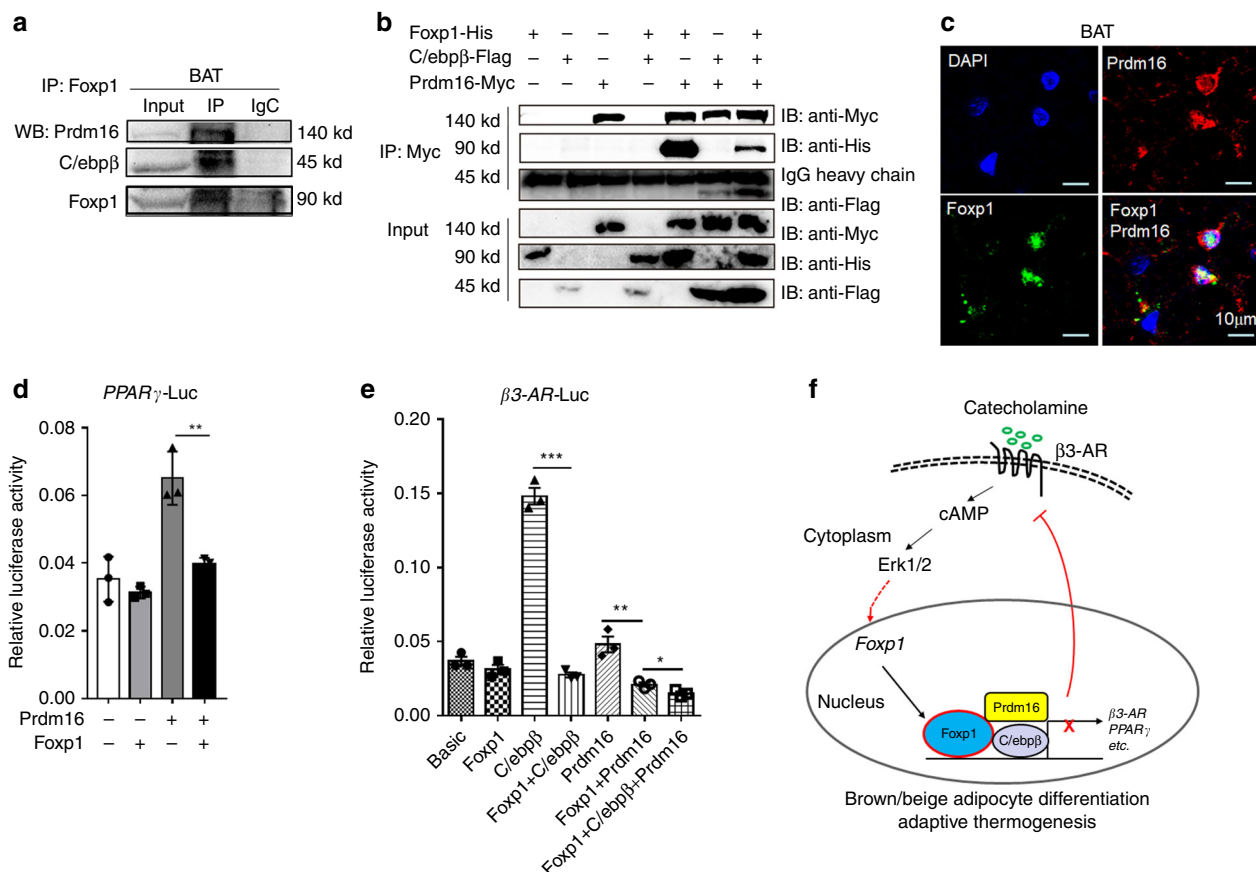 a
BAT
IP: Foxp1
Input IP IgC
WB: Prdm16 140 kd
C/ebpβ 45 kd
Foxp1 90 kd
b
Foxp1-His + – – + + – +
C/ebpβ-Flag – + – + – + +
Prdm16-Myc – – + – + + +
IP: Myc
140 kd IB: anti-Myc
90 kd IB: anti-His
45 kd IgG heavy chain
IB: anti-Flag
Input
140 kd IB: anti-Myc
90 kd IB: anti-His
45 kd IB: anti-Flag
c
BAT
DAPI Prdm16
Foxp1 Foxp1
Prdm16
10μm
d
PPARγ-Luc
Relative luciferase activity
0.08
0.06
0.04
0.02
0.00
**
Prdm16 – – + +
Foxp1 – + – +
e
β3-AR-Luc
Relative luciferase activity
0.20
0.15
0.10
0.05
0.00
***
**
*
Basic
Foxp1
C/ebpβ
Foxp1+C/ebpβ
Prdm16
Foxp1+Prdm16
Foxp1+C/ebpβ+Prdm16
f
Catecholamine
β3-AR
cAMP
Cytoplasm
Erk1/2
Foxp1
Nucleus
Prdm16
Foxp1
C/ebpβ
X
β3-AR
PPARγ
etc.
Brown/beige adipocyte differentiation
adaptive thermogenesis